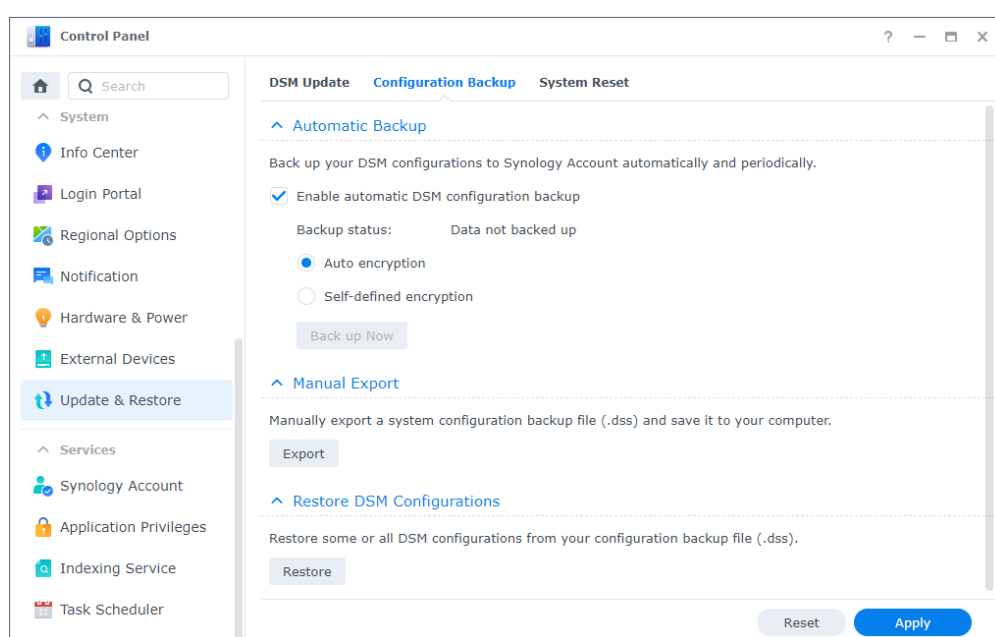 Control Panel
?
Search
System
Info Center
Login Portal
Regional Options
Notification
Hardware & Power
External Devices
Update & Restore
Services
Synology Account
Application Privileges
Indexing Service
Task Scheduler
DSM Update Configuration Backup System Reset
Automatic Backup
Back up your DSM configurations to Synology Account automatically and periodically.
Enable automatic DSM configuration backup
Backup status: Data not backed up
Auto encryption
Self-defined encryption
Back up Now
Manual Export
Manually export a system configuration backup file (.dss) and save it to your computer.
Export
Restore DSM Configurations
Restore some or all DSM configurations from your configuration backup file (.dss).
Restore
Reset Apply